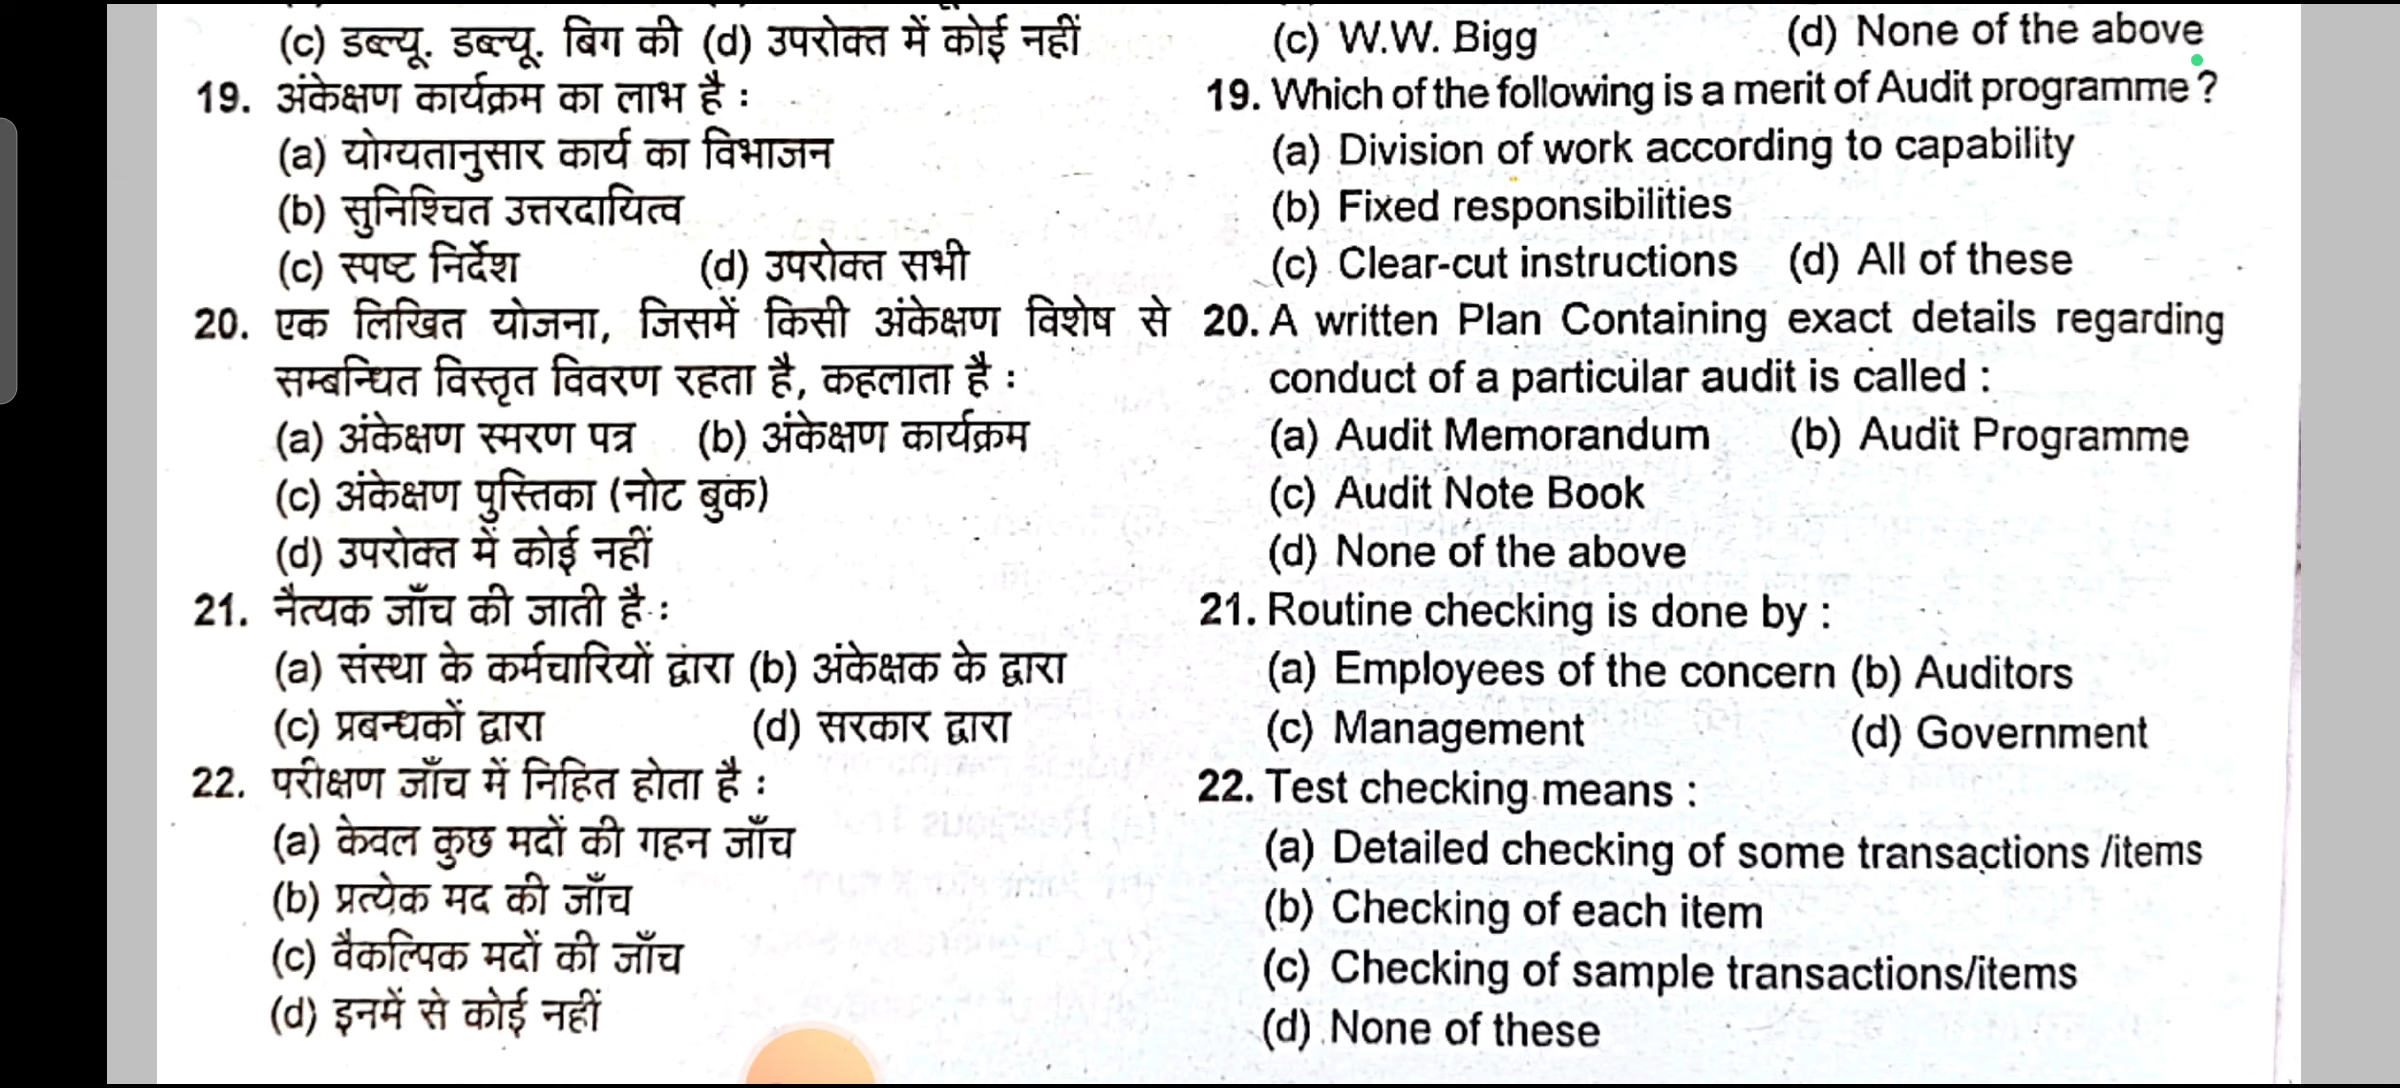 (c) डब्ल्यू. डब्ल्यू. बिग की (d) उपरोक्त में कोई नहीं
19. अंकेक्षण कार्यक्रम का लाभ है :
(a) योग्यतानुसार कार्य का विभाजन
(b) सुनिश्चित उत्तरदायित्व
(c) स्पष्ट निर्देश (d) उपरोक्त सभी
20. एक लिखित योजना, जिसमें किसी अंकेक्षण विशेष से
सम्बन्धित विस्तृत विवरण रहता है, कहलाता है :
(a) अंकेक्षण स्मरण पत्र (b) अंकेक्षण कार्यक्रम
(c) अंकेक्षण पुस्तिका (नोट बुक)
(d) उपरोक्त में कोई नहीं
21. नैत्यक जाँच की जाती है :
(a) संस्था के कर्मचारियों द्वारा (b) अंकेक्षक के द्वारा
(c) प्रबन्धकों द्वारा (d) सरकार द्वारा
22. परीक्षण जाँच में निहित होता है :
(a) केवल कुछ मदों की गहन जाँच
(b) प्रत्येक मद की जाँच
(c) वैकल्पिक मदों की जाँच
(d) इनमें से कोई नहीं
(c) W.W. Bigg (d) None of the above
19. Which of the following is a merit of Audit programme ?
(a) Division of work according to capability
(b) Fixed responsibilities
(c) Clear-cut instructions (d) All of these
20. A written Plan Containing exact details regarding
conduct of a particular audit is called :
(a) Audit Memorandum (b) Audit Programme
(c) Audit Note Book
(d) None of the above
21. Routine checking is done by :
(a) Employees of the concern (b) Auditors
(c) Management (d) Government
22. Test checking means :
(a) Detailed checking of some transactions /items
(b) Checking of each item
(c) Checking of sample transactions/items
(d) None of these